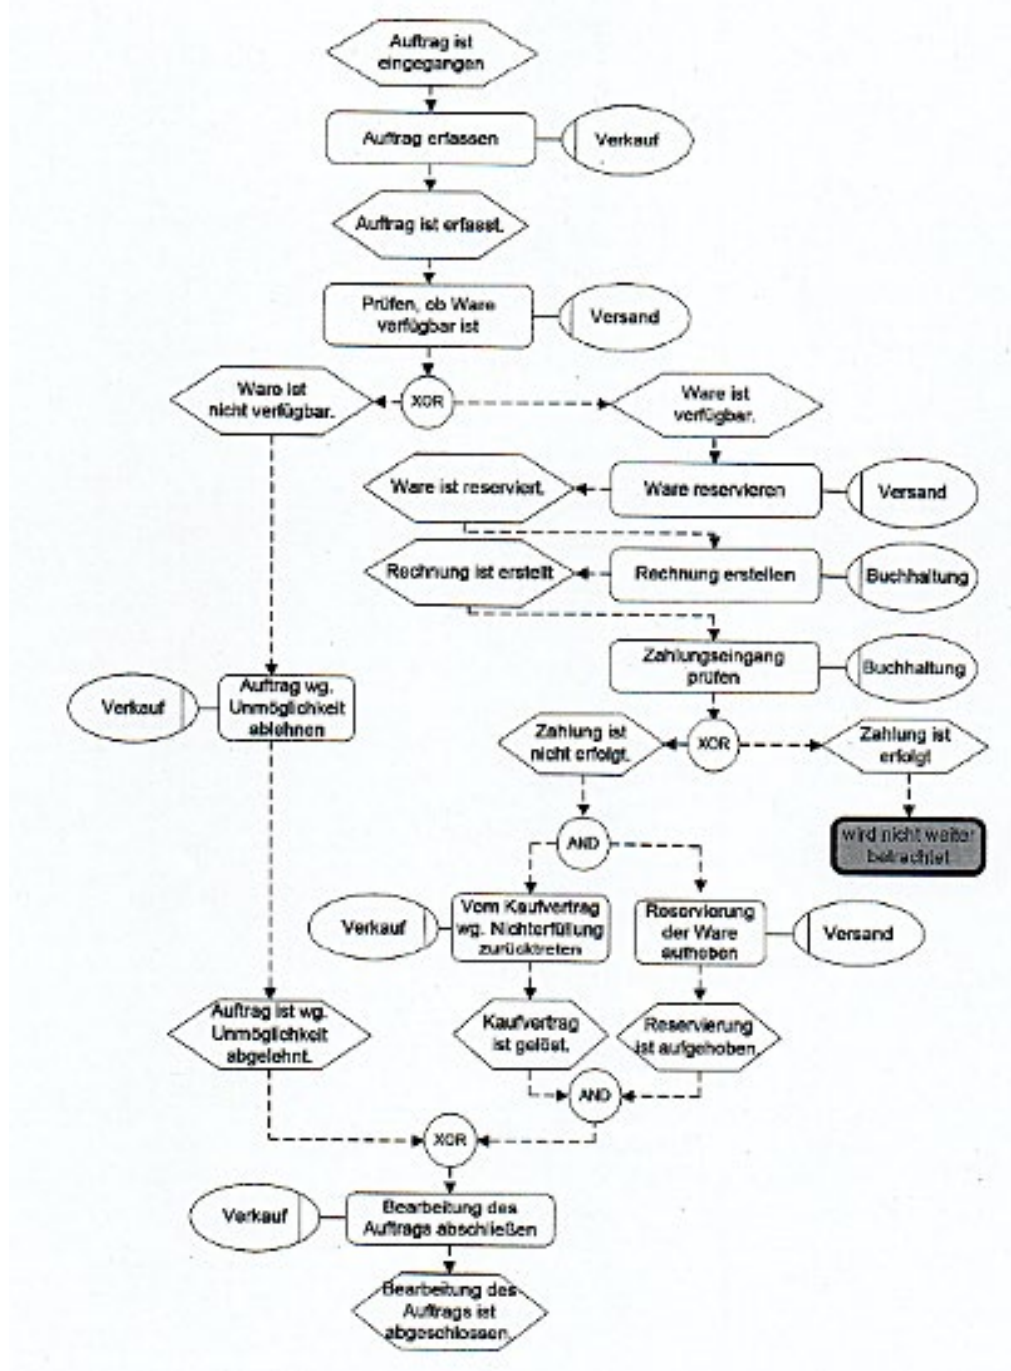 Auftrag ist
eingegangen
Auftrag erfassen
Verkauf
Auftrag ist erfasst.
Prüfen, ob Ware
verfügbar ist
Versand
Ware ist
nicht verfügbar.
XOR
Ware ist
verfügbar.
Ware ist reserviert.
Ware reservieren
Versand
Rechnung ist erstellt
Rechnung erstellen
Buchhaltung
Zahlungseingang
prüfen
Buchhaltung
Verkauf
Auftrag wg.
Unmöglichkeit
ablehnen
Zahlung ist
nicht erfolgt.
XOR
Zahlung ist
erfolgt
wird nicht weiter
betrachtet
AND
Verkauf
Vom Kaufvertrag
wg. Nichterfüllung
zurücktreten
Reservierung
der Ware
aufheben
Versand
Auftrag ist wg.
Unmöglichkeit
abgelehnt.
Kaufvertrag
ist gelöst.
Reservierung
ist aufgehoben.
AND
XOR
Verkauf
Bearbeitung des
Auftrags abschließen
Bearbeitung des
Auftrags ist
abgeschlossen.